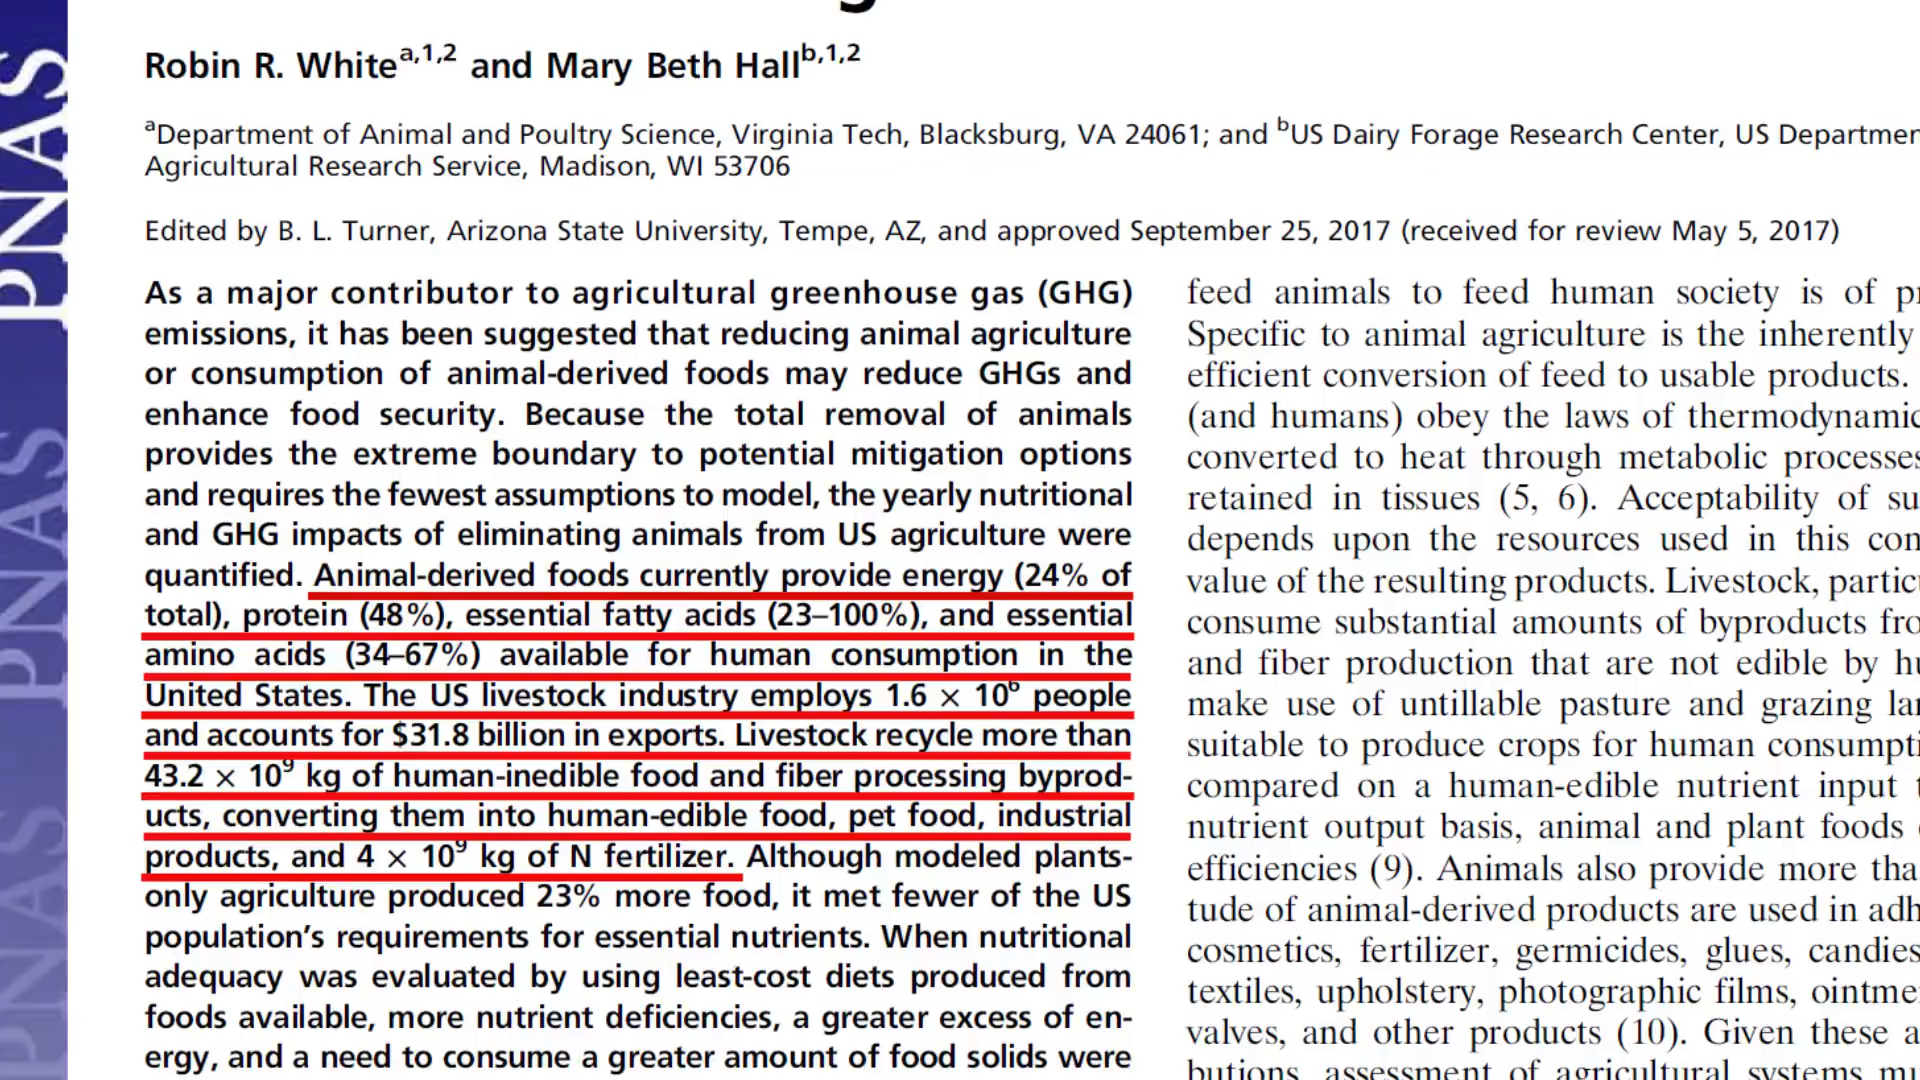 Robin R. White^a,1,2 and Mary Beth Hall^b,1,2
^aDepartment of Animal and Poultry Science, Virginia Tech, Blacksburg, VA 24061; and ^bUS Dairy Forage Research Center, US
Agricultural Research Service, Madison, WI 53706
Edited by B. L. Turner, Arizona State University, Tempe, AZ, and approved September 25, 2017 (received for review May 5, 2017)
As a major contributor to agricultural greenhouse gas (GHG)
emissions, it has been suggested that reducing animal agriculture
or consumption of animal-derived foods may reduce GHGs and
enhance food security. Because the total removal of animals
provides the extreme boundary to potential mitigation options
and requires the fewest assumptions to model, the yearly nutritional
and GHG impacts of eliminating animals from US agriculture were
quantified. Animal-derived foods currently provide energy (24% of
total), protein (48%), essential fatty acids (23–100%), and essential
amino acids (34–67%) available for human consumption in the
United States. The US livestock industry employs 1.6 × 10⁶ people
and accounts for $31.8 billion in exports. Livestock recycle more than
43.2 × 10⁹ kg of human-inedible food and fiber processing byprod-
ucts, converting them into human-edible food, pet food, industrial
products, and 4 × 10⁹ kg of N fertilizer. Although modeled plants-
only agriculture produced 23% more food, it met fewer of the US
population's requirements for essential nutrients. When nutritional
adequacy was evaluated by using least-cost diets produced from
foods available, more nutrient deficiencies, a greater excess of en-
ergy, and a need to consume a greater amount of food solids were
feed animals to feed human society is of
Specific to animal agriculture is the inherently
efficient conversion of feed to usable products.
(and humans) obey the laws of
converted to heat through metabolic processes
retained in tissues (5, 6). Acceptability of
depends upon the resources used in this
value of the resulting products. Livestock,
consume substantial amounts of byproducts
and fiber production that are not edible by
make use of untillable pasture and grazing
suitable to produce crops for human
compared on a human-edible nutrient input
nutrient output basis, animal and plant foods
efficiencies (9). Animals also provide more
tude of animal-derived products are used in
cosmetics, fertilizer, germicides, glues, candies
textiles, upholstery, photographic films,
valves, and other products (10). Given these
butions, assessment of agricultural systems
PNAS
PNAS
PNAS